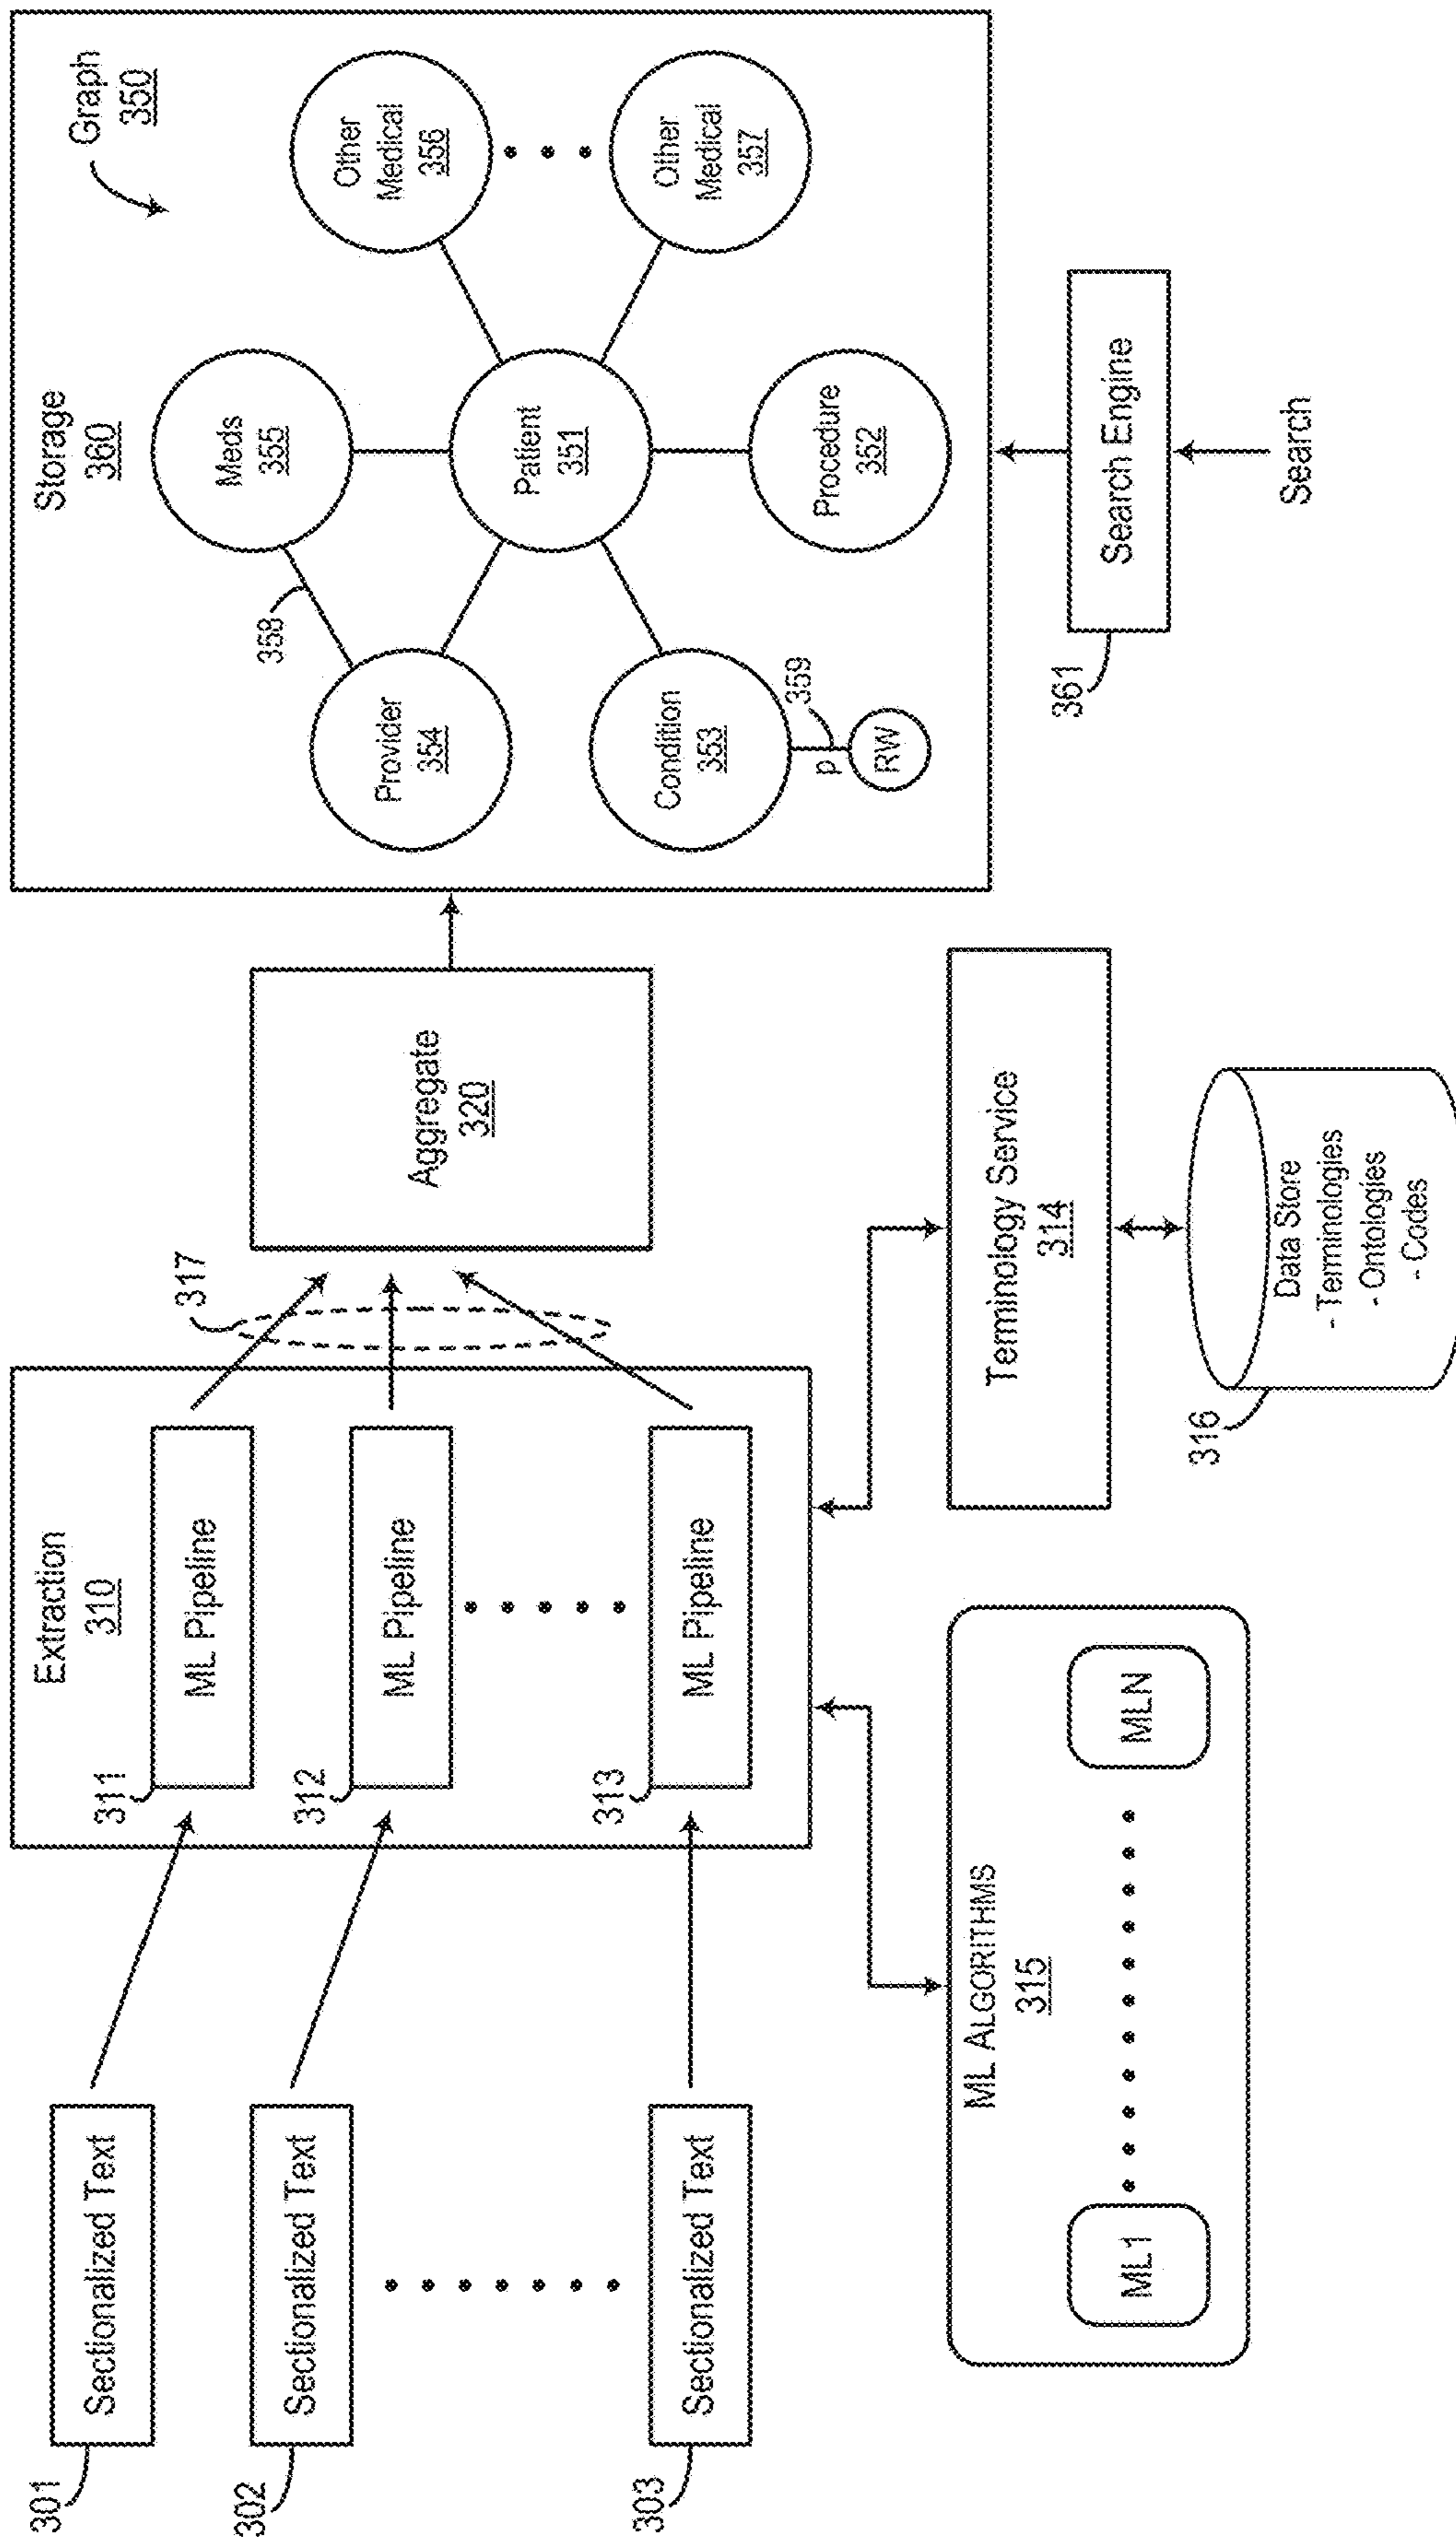 301
Sectionalized Text
302
Sectionalized Text
303
Sectionalized Text
Extraction
310
311
ML Pipeline
312
ML Pipeline
313
ML Pipeline
317
Aggregate
320
ML ALGORITHMS
315
ML1
MLN
Terminology Service
314
316
Data Store
- Terminologies
- Ontologies
- Codes
Storage
360
Graph
350
Meds
355
358
Provider
354
Patient
351
Other
Medical
356
Other
Medical
357
Condition
353
Procedure
352
p
359
RW
361
Search Engine
Search